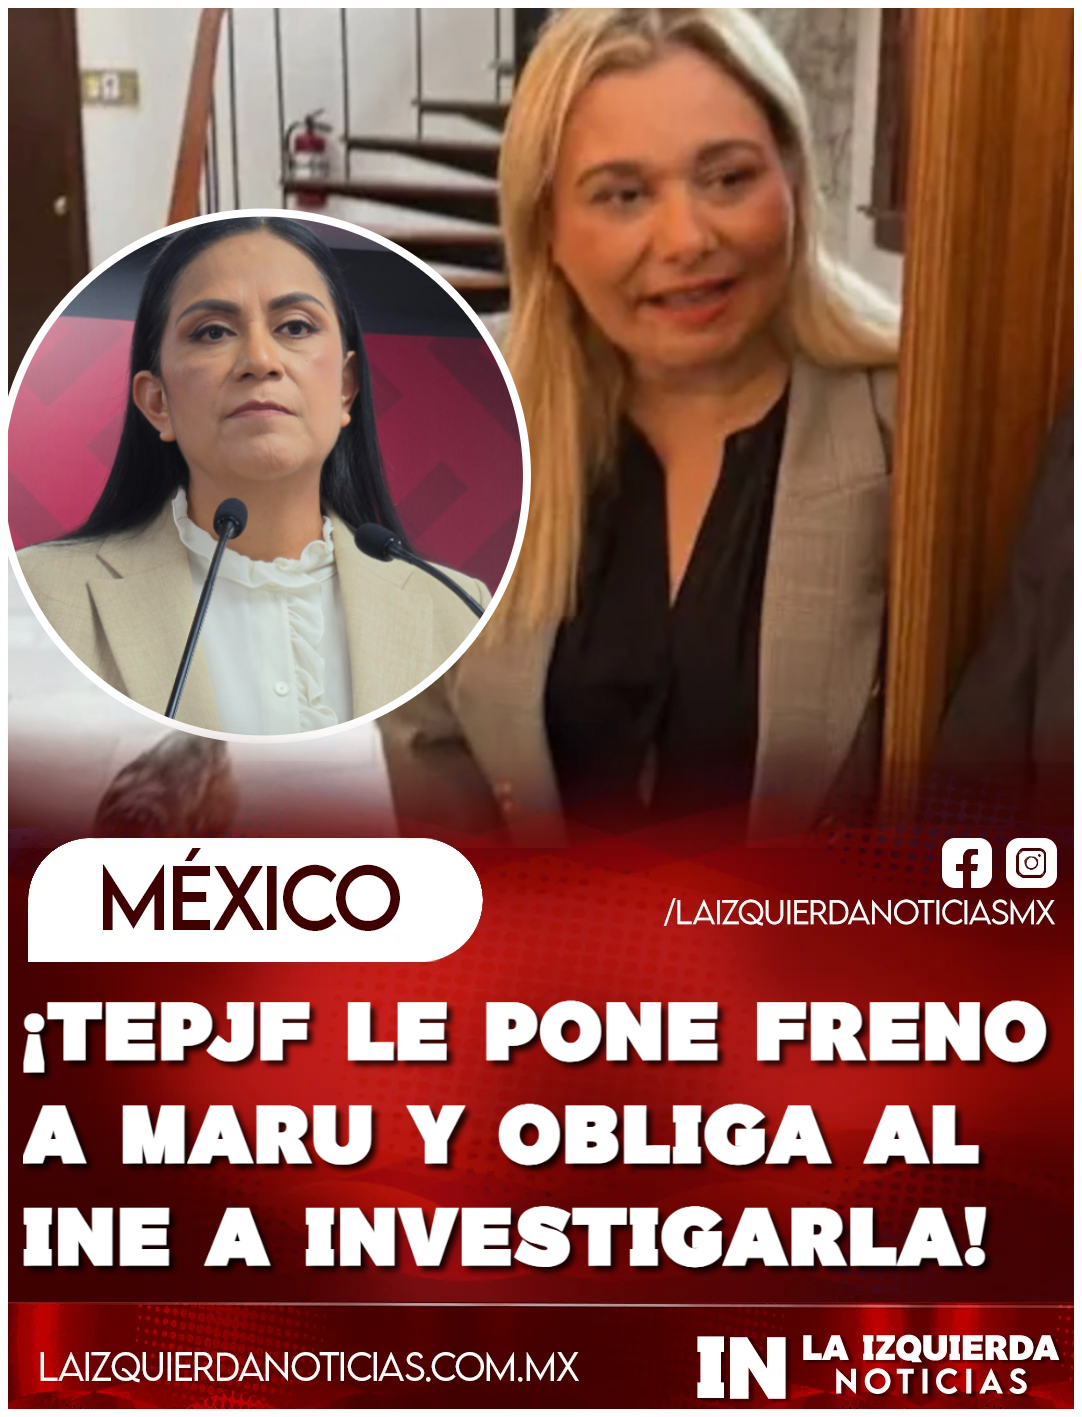 MÉXICO
/LAIZQUIERDANOTICIASMX
¡TEPJF LE PONE FRENO
A MARU Y OBLIGA AL
INE A INVESTIGARLA!
LAIZQUIERDANOTICIAS.COM.MX
IN LA IZQUIERDA
NOTICIAS